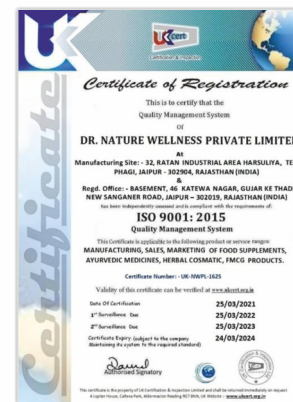 UKcert
Certification & Inspection
Certificate of Registration
This is to certify that the
Quality Management System
Of
DR. NATURE WELLNESS PRIVATE LIMITE
At
Manufacturing Site: - 32, RATAN INDUSTRIAL AREA HARSULIYA, TE
PHAGI, JAIPUR - 302904, RAJASTHAN (INDIA)
&
Regd. Office: - BASEMENT, 46 KATEWA NAGAR, GUJAR KE THAD
NEW SANGANER ROAD, JAIPUR – 302019, RAJASTHAN (INDIA)
has been independently assessed and is compliant with the requirements of:
ISO 9001: 2015
Quality Management System
This Certificate is applicable to the following product or service ranges:
MANUFACTURING, SALES, MARKETING OF FOOD SUPPLEMENTS,
AYURVEDIC MEDICINES, HERBAL COSMATIC, FMCG PRODUCTS.
Certificate Number: - UK-NWPL-1625
Validity of this certificate can be verified at www.ukcert.org.in
Date Of Certification 25/03/2021
1st Surveillance Due 25/03/2022
2nd Surveillance Due 25/03/2023
Certificate Expiry (subject to the company 24/03/2024
Maintaining its system to the required standard)
Authorised Signatory
Certificate